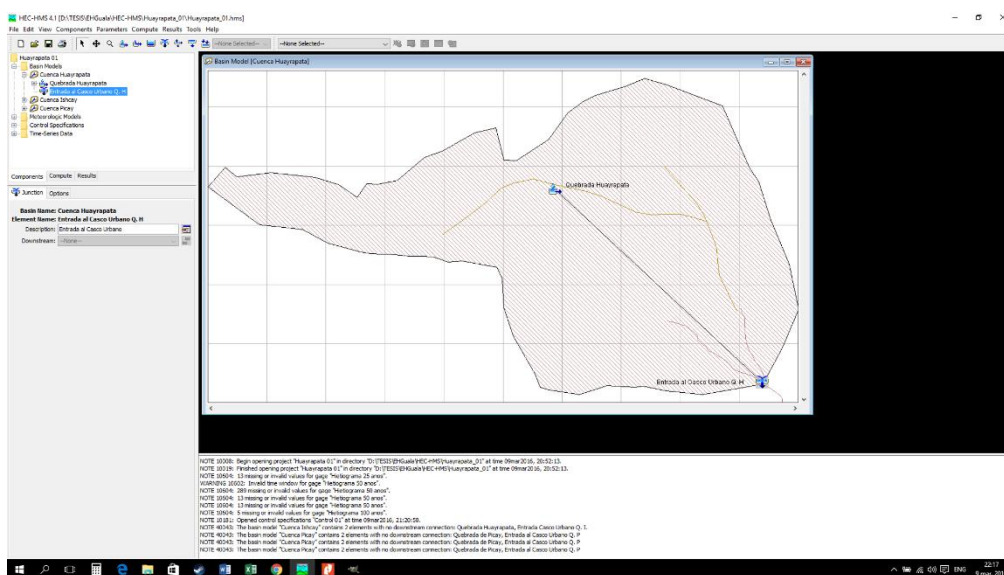 HEC-HMS 4.1 [D:\TESIS\EHGuala\HEC-HMS\Huayrapata_01\Huayrapata_01.hms]
File Edit View Components Parameters Compute Results Tools Help
--None Selected-- --None Selected--
Huayrapata 01
Basin Models
Cuenca Huayrapata
Quebrada Huayrapata
Entrada al Casco Urbano Q. H
Cuenca Ishcay
Cuenca Picay
Meteorologic Models
Control Specifications
Time-Series Data
Components Compute Results
Junction Options
Basin Name: Cuenca Huayrapata
Element Name: Entrada al Casco Urbano Q. H
Description: Entrada al Casco Urbano
Downstream: --None--
Basin Model [Cuenca Huayrapata]
Quebrada Huayrapata
Entrada al Casco Urbano Q. H
NOTE 10008: Begin opening project "Huayrapata 01" in directory "D:\TESIS\EHGuala\HEC-HMS\Huayrapata_01" at time 09mar2016, 20:52:13.
NOTE 10019: Finished opening project "Huayrapata 01" in directory "D:\TESIS\EHGuala\HEC-HMS\Huayrapata_01" at time 09mar2016, 20:52:13.
NOTE 10604: 13 missing or invalid values for gage "Hietograma 25 anos".
WARNING 10602: Invalid time window for gage "Hietograma 50 anos".
NOTE 10604: 289 missing or invalid values for gage "Hietograma 50 anos".
NOTE 10604: 13 missing or invalid values for gage "Hietograma 50 anos".
NOTE 10604: 13 missing or invalid values for gage "Hietograma 50 anos".
NOTE 10604: 5 missing or invalid values for gage "Hietograma 100 anos".
NOTE 10181: Opened control specifications "Control 01" at time 09mar2016, 21:20:58.
NOTE 40043: The basin model "Cuenca Ishcay" contains 2 elements with no downstream connection: Quebrada Huayrapata, Entrada Casco Urbano Q. I.
NOTE 40043: The basin model "Cuenca Picay" contains 2 elements with no downstream connection: Quebrada de Picay, Entrada al Casco Urbano Q. P
NOTE 40043: The basin model "Cuenca Picay" contains 2 elements with no downstream connection: Quebrada de Picay, Entrada al Casco Urbano Q. P
NOTE 40043: The basin model "Cuenca Picay" contains 2 elements with no downstream connection: Quebrada de Picay, Entrada al Casco Urbano Q. P
ENG
22:17
9 mar. 201